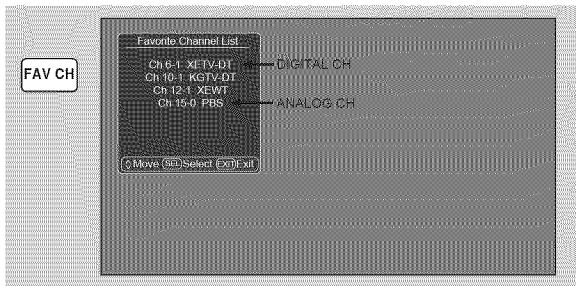 FAV CH
Favorite Channel List
Ch 6-1 XETV-DT
DIGITAL CH
Ch 10-1 KGTV-DT
Ch 12-1 XEWT
Ch 15-0 PBS
ANALOG CH
Move SEL Select EXIT Exit